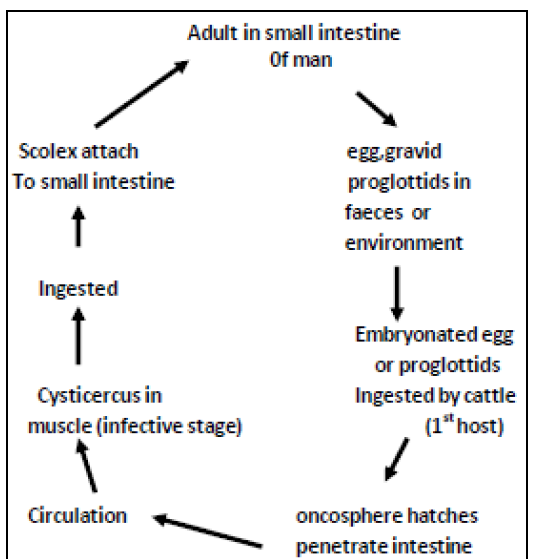 Adult in small intestine
0f man
egg,gravid
proglottids in
faeces or
environment
Embryonated egg
or proglottids
Ingested by cattle
(1st host)
oncosphere hatches
penetrate intestine
Circulation
Cysticercus in
muscle (infective stage)
Ingested
Scolex attach
To small intestine